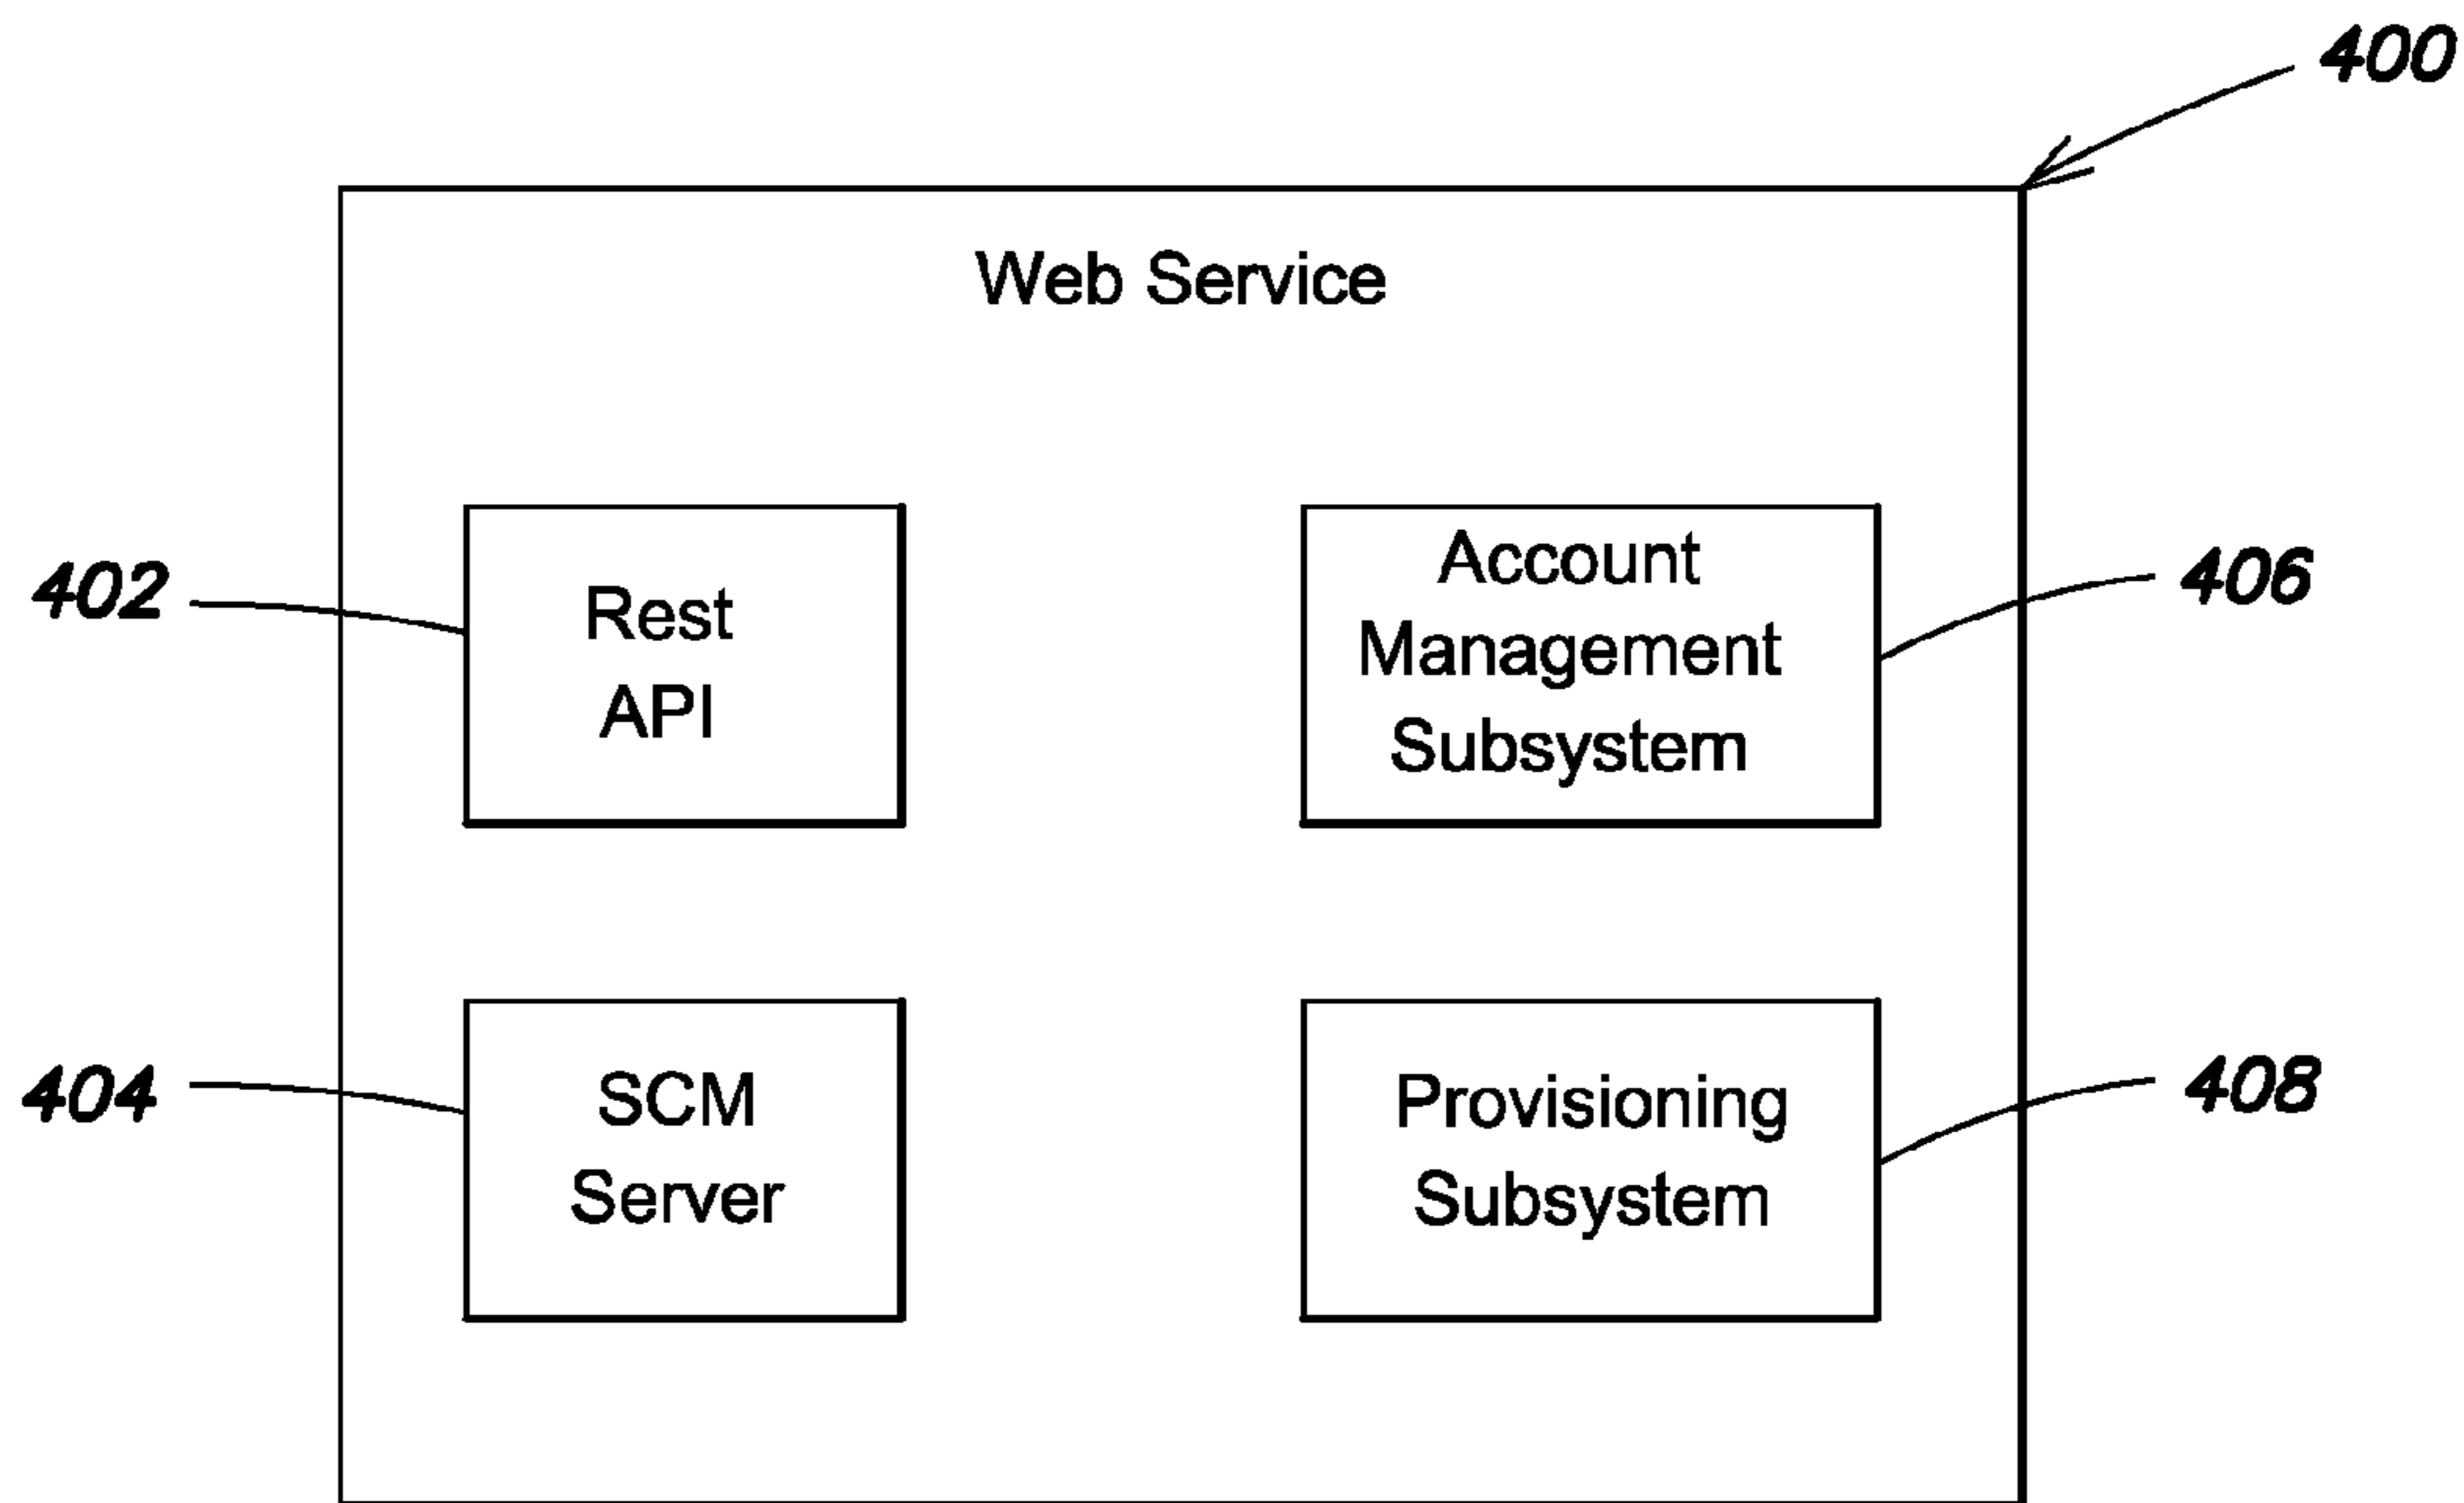 400
Web Service
402
Rest
API
Account
Management
Subsystem
406
404
SCM
Server
Provisioning
Subsystem
408